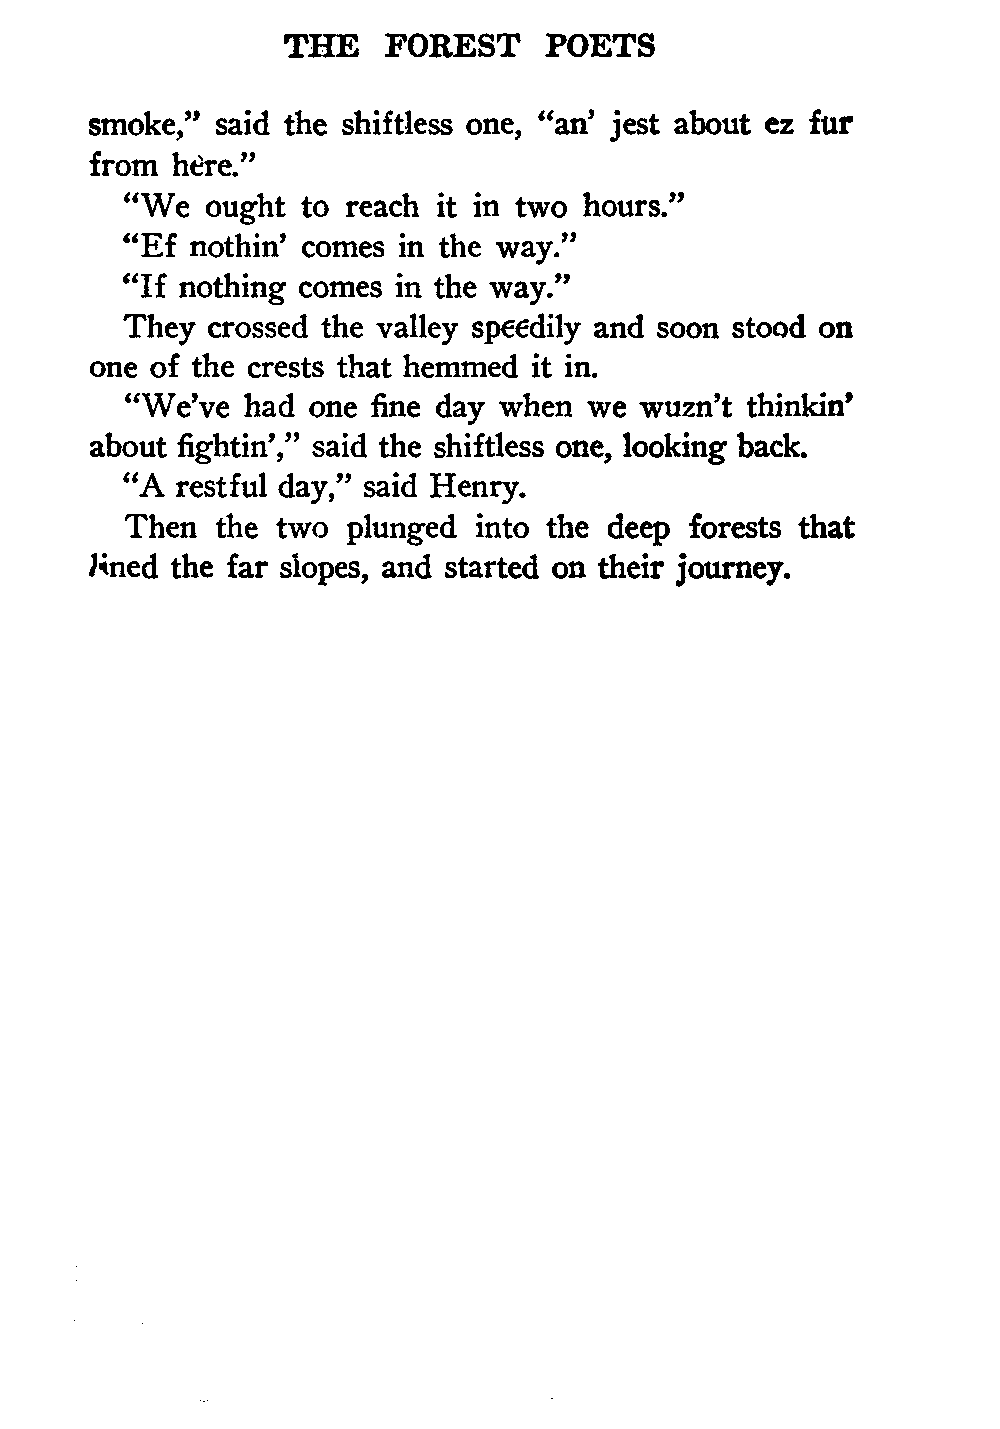 THE FOREST POETS
smoke,” said the shiftless one, “an’ jest about ez fur
from here.”
“We ought to reach it in two hours.”
“Ef nothin’ comes in the way.”
“If nothing comes in the way.”
They crossed the valley speedily and soon stood on
one of the crests that hemmed it in.
“We’ve had one fine day when we wuzn’t thinkin’
about fightin’,” said the shiftless one, looking back.
“A restful day,” said Henry.
Then the two plunged into the deep forests that
lined the far slopes, and started on their journey.